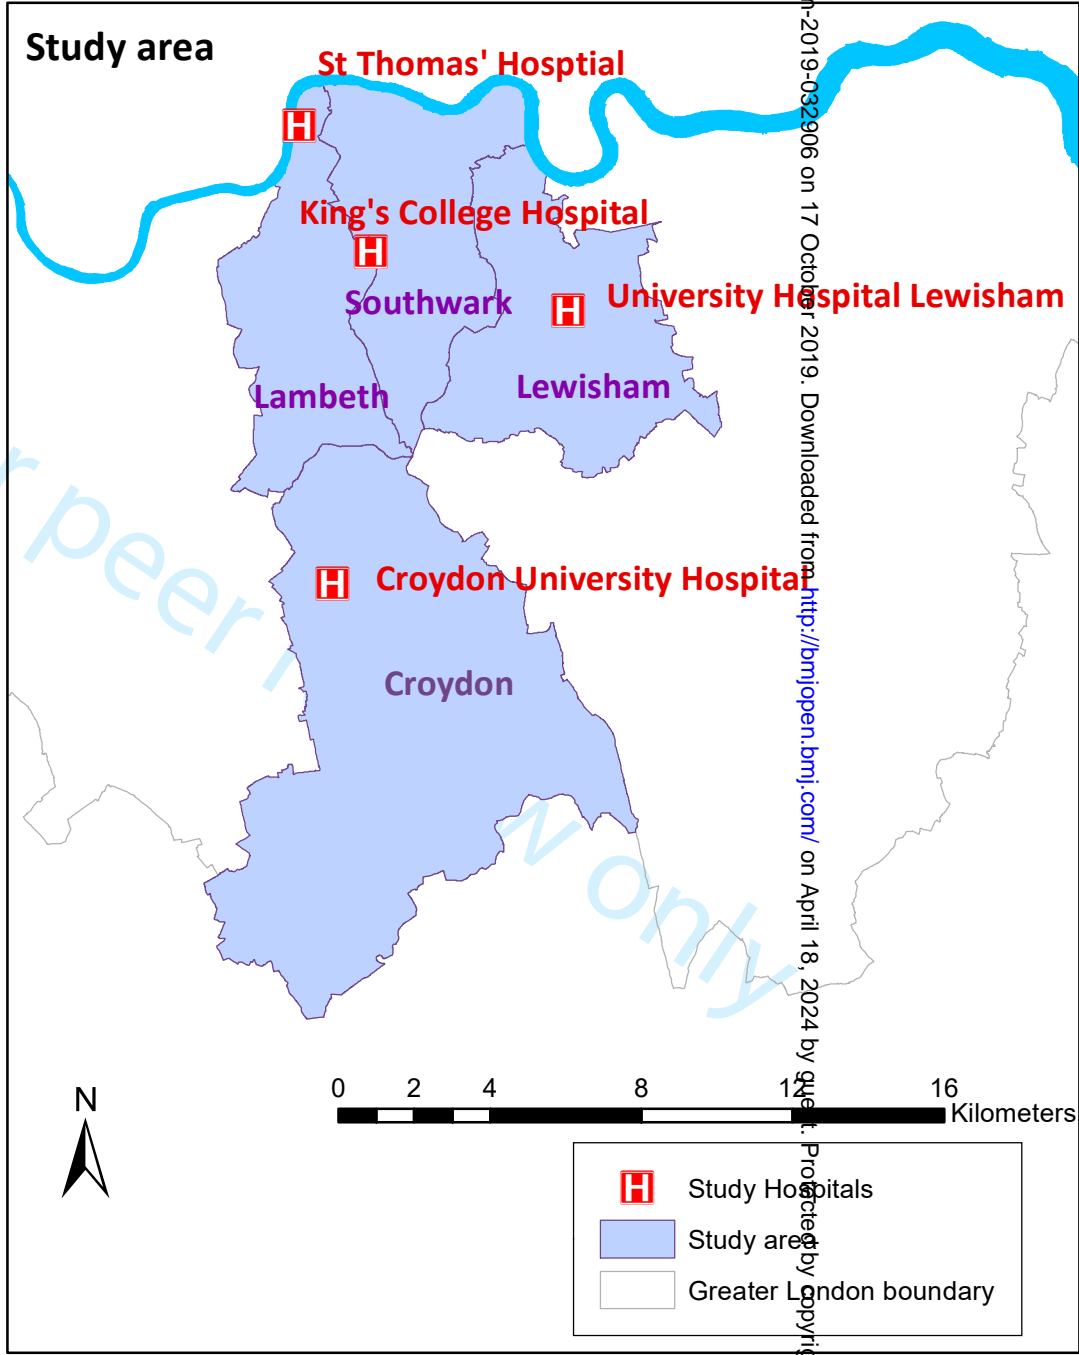 Study area
St Thomas' Hosptial
King's College Hospital
Southwark
University Hospital Lewisham
Lambeth
Lewisham
Croydon University Hospital
Croydon
N
0 2 4 8 12 16
Kilometers
Study Hospitals
Study area
Greater London boundary
-2019-032906 on 17 October 2019. Downloaded from http://bmjopen.bmj.com/ on April 18, 2024 by guest. Protected by
peer
only